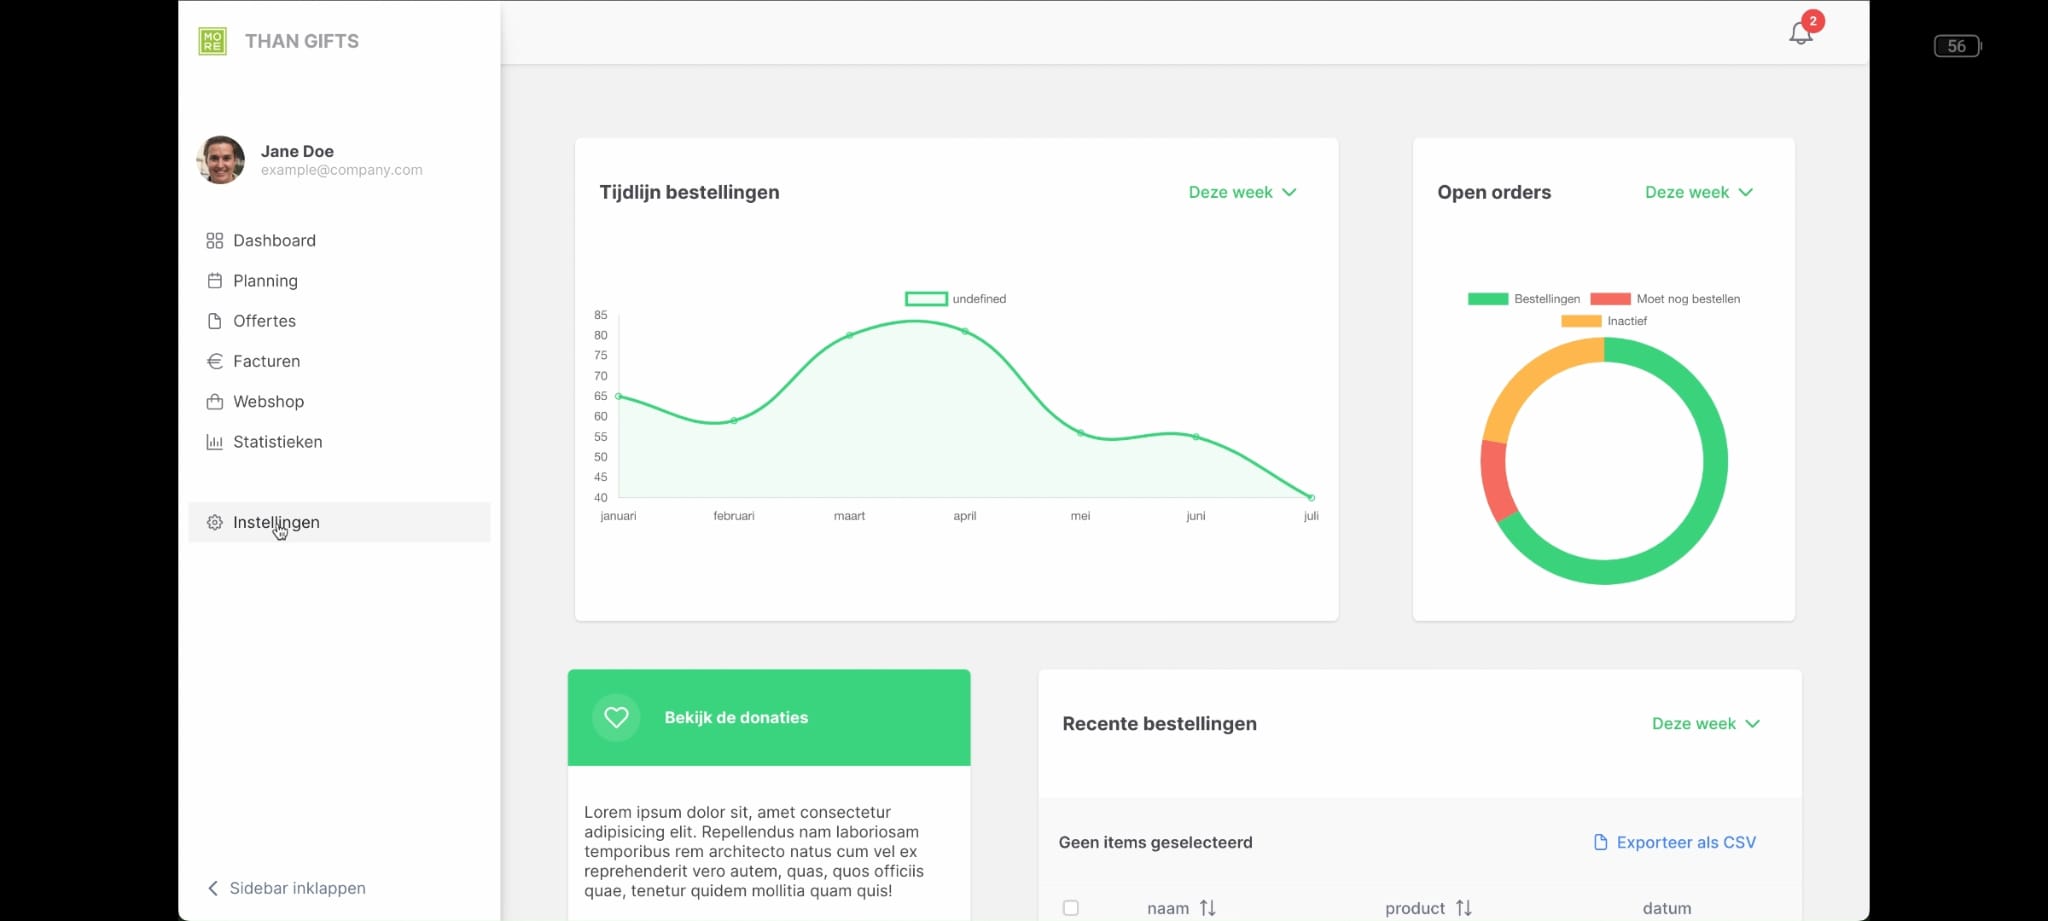 MO
RE
THAN GIFTS
2
56
Jane Doe
example@company.com
Dashboard
Planning
Offertes
Facturen
Webshop
Statistieken
Instellingen
Sidebar inklappen
Tijdlijn bestellingen
Deze week
undefined
85
80
75
70
65
60
55
50
45
40
januari februari maart april mei juni juli
Open orders
Deze week
Bestellingen Moet nog bestellen
Inactief
Bekijk de donaties
Lorem ipsum dolor sit, amet consectetur
adipisicing elit. Repellendus nam laboriosam
temporibus rem architecto natus cum vel ex
reprehenderit vero autem, quas, quos officiis
quae, tenetur quidem mollitia quam quis!
Recente bestellingen
Deze week
Geen items geselecteerd
Exporteer als CSV
naam product datum